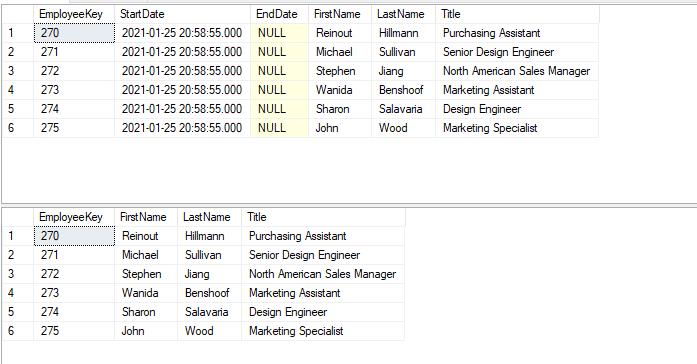 EmployeeKey StartDate EndDate FirstName LastName Title
1 270 2021-01-25 20:58:55.000 NULL Reinout Hillmann Purchasing Assistant
2 271 2021-01-25 20:58:55.000 NULL Michael Sullivan Senior Design Engineer
3 272 2021-01-25 20:58:55.000 NULL Stephen Jiang North American Sales Manager
4 273 2021-01-25 20:58:55.000 NULL Wanida Benshoof Marketing Assistant
5 274 2021-01-25 20:58:55.000 NULL Sharon Salavaria Design Engineer
6 275 2021-01-25 20:58:55.000 NULL John Wood Marketing Specialist
EmployeeKey FirstName LastName Title
1 270 Reinout Hillmann Purchasing Assistant
2 271 Michael Sullivan Senior Design Engineer
3 272 Stephen Jiang North American Sales Manager
4 273 Wanida Benshoof Marketing Assistant
5 274 Sharon Salavaria Design Engineer
6 275 John Wood Marketing Specialist